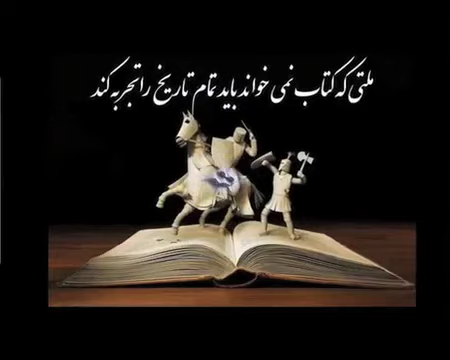 ملتی که کتاب نمی خواند باید تمام تاریخ را تجربه کند